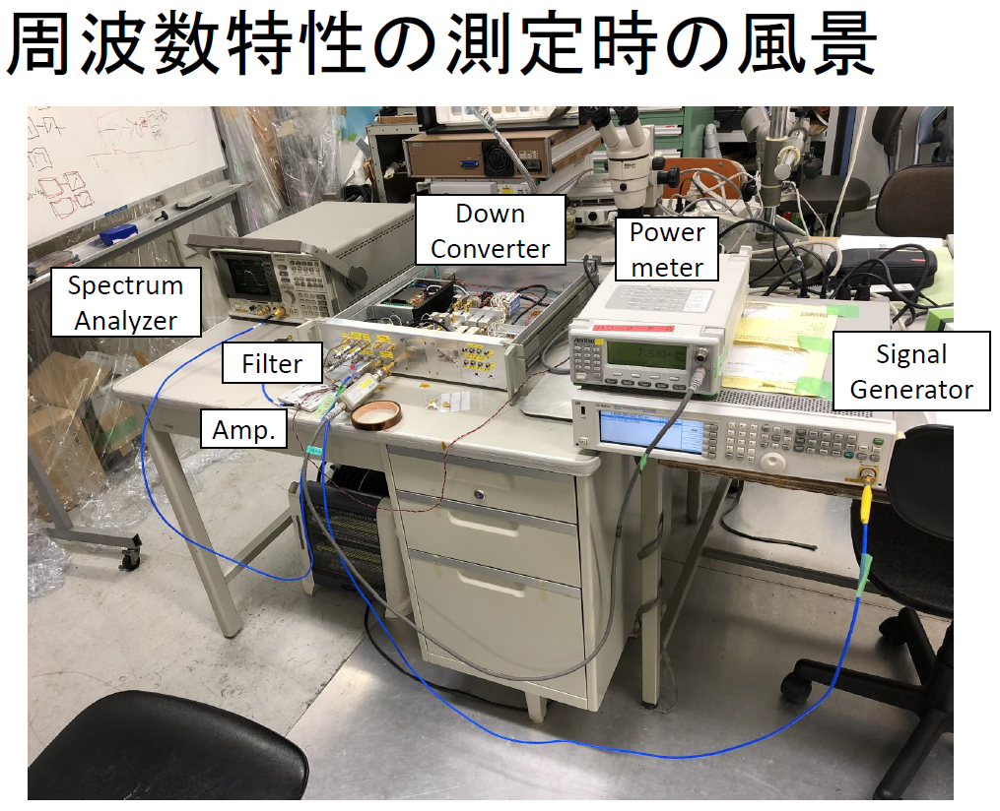 周波数特性の測定時の風景
Down
Converter
Power
meter
Spectrum
Analyzer
Filter
Signal
Generator
Amp.
Anritsu